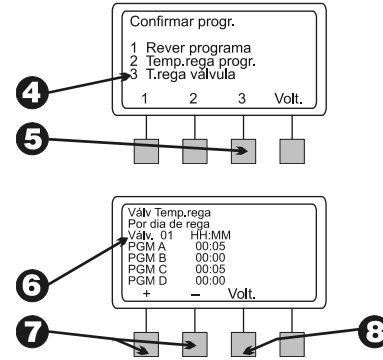 Confirmar progr.
1 Rever programa
2 Temp.rega progr.
3 T.rega válvula
1 2 3 Volt.
4
5
Válv Temp.rega
Por dia de rega
Válv. 01 HH:MM
PGM A 00:05
PGM B 00:00
PGM C 00:05
PGM D 00:00
+ – Volt.
6
7
8